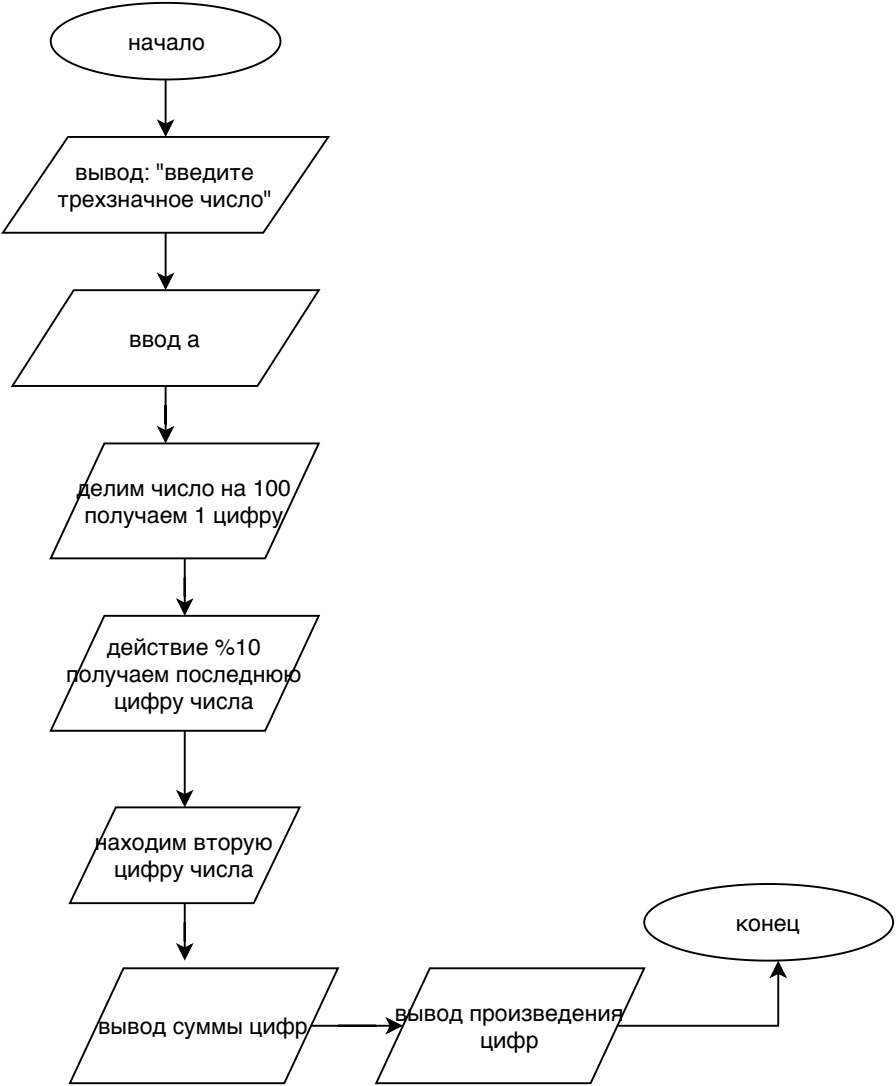 начало
вывод: "введите
трехзначное число"
ввод a
делим число на 100
получаем 1 цифру
действие %10
получаем последнюю
цифру числа
находим вторую
цифру числа
вывод суммы цифр
вывод произведения
цифр
конец